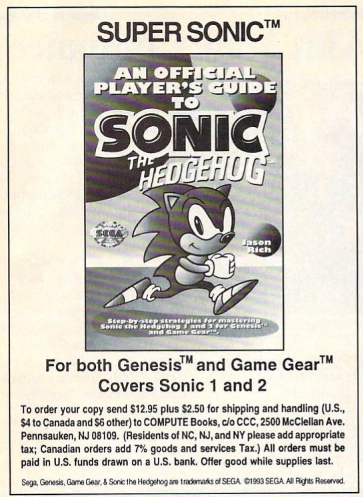 SUPER SONIC™
AN OFFICIAL
PLAYER'S GUIDE
TO
SONIC
THE
HEDGEHOG™
SEGA
Jason
Rich
Step-by-step strategies for mastering
Sonic the Hedgehog 1 and 2 for Genesis™
and Game Gear™.
For both Genesis™ and Game Gear™
Covers Sonic 1 and 2
To order your copy send $12.95 plus $2.50 for shipping and handling (U.S.,
$4 to Canada and $6 other) to COMPUTE Books, c/o CCC, 2500 McClellan Ave.
Pennsauken, NJ 08109. (Residents of NC, NJ, and NY please add appropriate
tax; Canadian orders add 7% goods and services Tax.) All orders must be
paid in U.S. funds drawn on a U.S. bank. Offer good while supplies last.
Sega, Genesis, Game Gear, & Sonic the Hedgehog are trademarks of SEGA. ©1993 SEGA. All Rights Reserved.